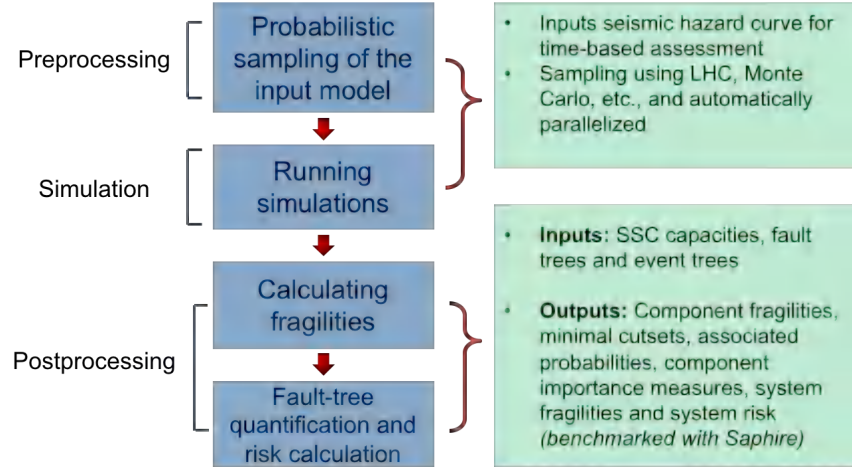 Preprocessing
Probabilistic
sampling of the
input model
Simulation
Running
simulations
Postprocessing
Calculating
fragilities
Fault-tree
quantification and
risk calculation
• Inputs seismic hazard curve for
time-based assessment
• Sampling using LHC, Monte
Carlo, etc., and automatically
parallelized
• Inputs: SSC capacities, fault
trees and event trees
• Outputs: Component fragilities,
minimal cutsets, associated
probabilities, component
importance measures, system
fragilities and system risk
(benchmarked with Saphire)